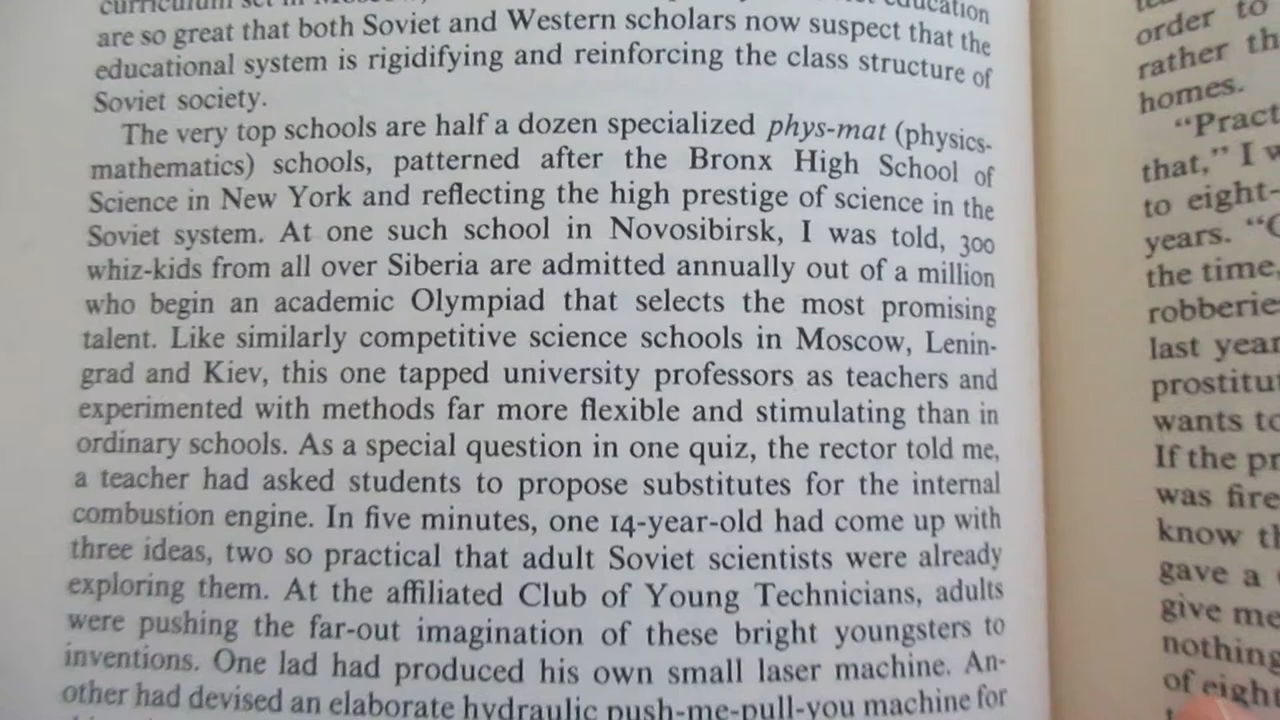 curriculum set in Moscow, education
are so great that both Soviet and Western scholars now suspect that the
educational system is rigidifying and reinforcing the class structure of
Soviet society.
The very top schools are half a dozen specialized phys-mat (physics-
mathematics) schools, patterned after the Bronx High School of
Science in New York and reflecting the high prestige of science in the
Soviet system. At one such school in Novosibirsk, I was told, 300
whiz-kids from all over Siberia are admitted annually out of a million
who begin an academic Olympiad that selects the most promising
talent. Like similarly competitive science schools in Moscow, Lenin-
grad and Kiev, this one tapped university professors as teachers and
experimented with methods far more flexible and stimulating than in
ordinary schools. As a special question in one quiz, the rector told me,
a teacher had asked students to propose substitutes for the internal
combustion engine. In five minutes, one 14-year-old had come up with
three ideas, two so practical that adult Soviet scientists were already
exploring them. At the affiliated Club of Young Technicians, adults
were pushing the far-out imagination of these bright youngsters to
inventions. One lad had produced his own small laser machine. An-
other had devised an elaborate hydraulic push-me-pull-you machine for
order to
rather th
homes.
“Pract
that,” I w
to eight-
years. “C
the time,
robberie
last year
prostitut
wants to
If the pr
was fire
know th
gave a
give me
nothing
of eight